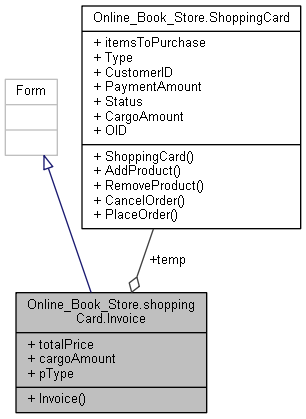 Online_Book_Store.ShoppingCard
+ itemsToPurchase
+ Type
+ CustomerID
+ PaymentAmount
+ Status
+ CargoAmount
+ OID
+ ShoppingCard()
+ AddProduct()
+ RemoveProduct()
+ CancelOrder()
+ PlaceOrder()
Form
+temp
Online_Book_Store.shopping
Card.Invoice
+ totalPrice
+ cargoAmount
+ pType
+ Invoice()